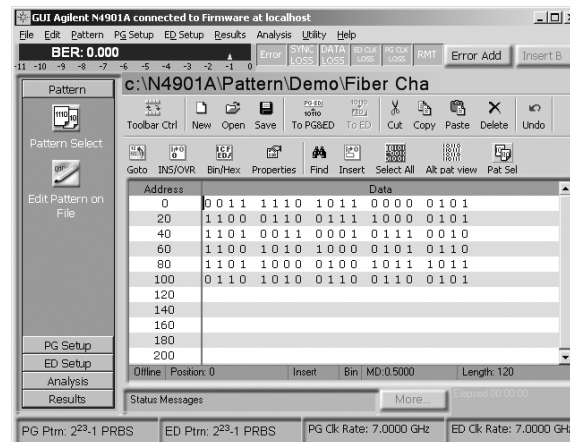 GUI Agilent N4901A connected to Firmware at localhost
File Edit Pattern PG Setup ED Setup Results Analysis Utility Help
BER: 0.000
-11 -10 -9 -8 -7 -6 -5 -4 -3 -2 -1 0
Error SYNC LOSS DATA LOSS ED CLK LOSS PG CLK LOSS RMT Error Add Insert B
Pattern
c:\N4901A\Pattern\Demo\Fiber Cha
Toolbar Ctrl New Open Save To PG&ED To ED Cut Copy Paste Delete Undo
Pattern Select
Goto INS/OVR Bin/Hex Properties Find Insert Select All Alt pat view Pat Sel
Edit Pattern on
File
Address Data
0 0011 1110 1011 0000 0101
20 1100 0110 0111 0100 0101
40 1101 0011 0001 0111 0010
60 1100 1010 1000 0101 0110
80 1101 1000 0100 1011 1011
100 0110 1010 0110 0110 0101
120
140
160
180
200
PG Setup
ED Setup
Analysis
Results
Offline Position: 0 Insert Bin MD:0.5000 Length: 120
Status Messages More... Elapsed 00:00:00
PG Ptrn: 2²³-1 PRBS ED Ptrn: 2²³-1 PRBS PG Clk Rate: 7.0000 GHz ED Clk Rate: 7.0000 GHz